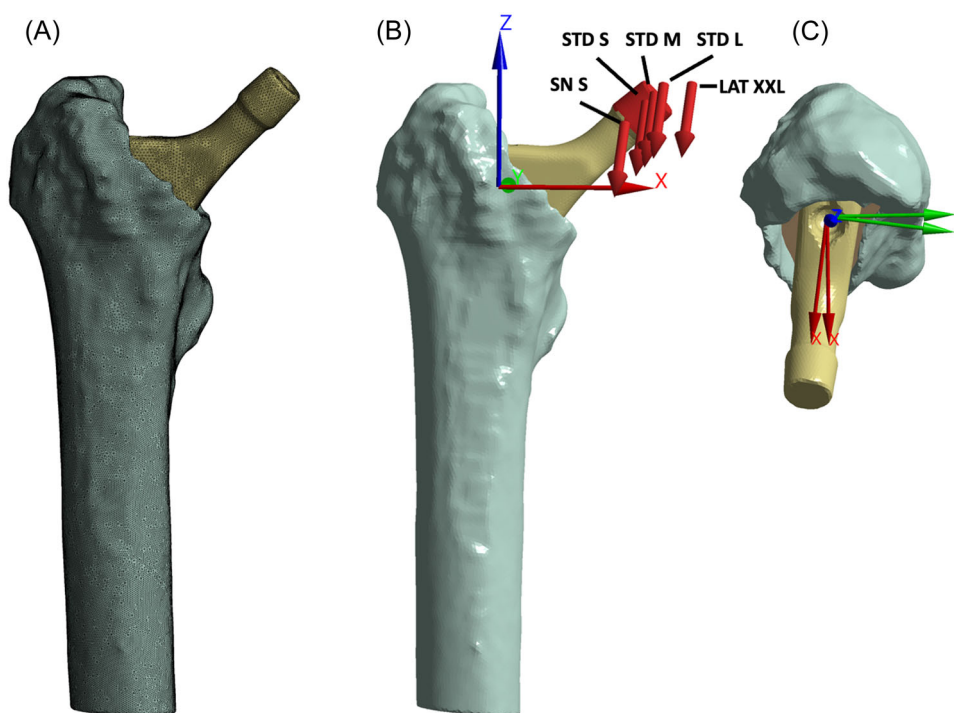 (A)
(B)
(C)
Z
STD S
STD M
STD L
SN S
LAT XXL
Y
X
Z
X
X